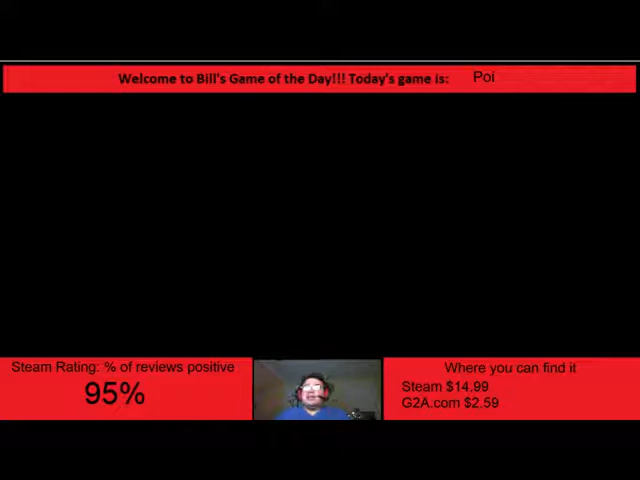 Welcome to Bill's Game of the Day!!! Today's game is: Poi
Steam Rating: % of reviews positive
95%
Where you can find it
Steam $14.99
G2A.com $2.59